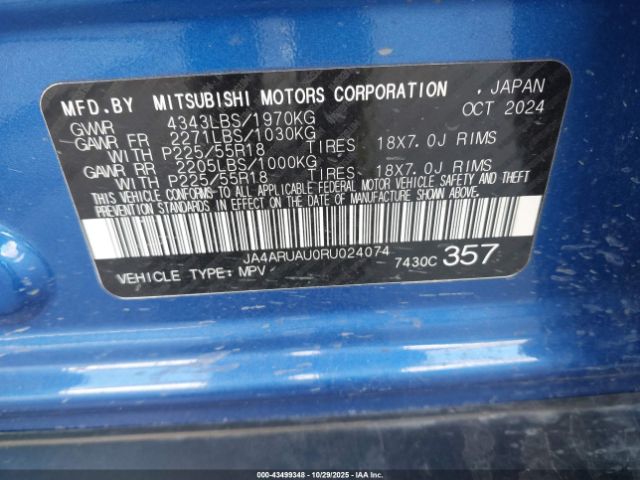 MFD.BY MITSUBISHI MOTORS CORPORATION , JAPAN
OCT 2024
GVWR 4343LBS/1970KG
GAWR FR 2271LBS/1030KG
WITH P225/55R18 TIRES 18X7.0J RIMS
GAWR RR 2205LBS/1000KG
WITH P225/55R18 TIRES, 18X7.0J RIMS
THIS VEHICLE CONFORMS TO ALL APPLICABLE FEDERAL MOTOR VEHICLE SAFETY AND THEFT
PREVENTION STANDARDS IN EFFECT ON THE DATE OF MANUFACTURE SHOWN ABOVE.
JA4ARUAU0RU024074
VEHICLE TYPE: MPV 7430C 357
000-43499348 - 10/29/2025 - IAA Inc.